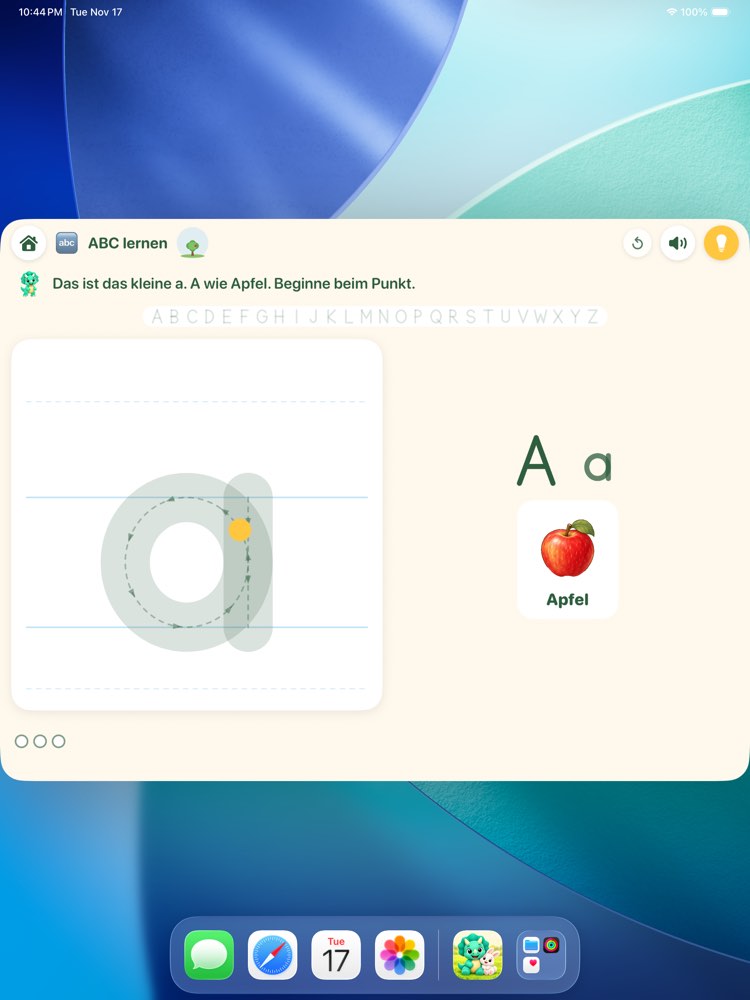 10:44 PM Tue Nov 17
100%
abc
ABC lernen
Das ist das kleine a. A wie Apfel. Beginne beim Punkt.
A B C D E F G H I J K L M N O P Q R S T U V W X Y Z
a
A a
Apfel
Tue
17